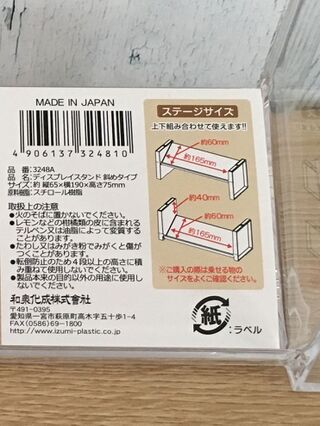 MADE IN JAPAN
4906137324810
品番:3248A
品名:ディスプレイスタンド 斜めタイプ
サイズ:約 縦65×横190×高さ75mm
原料樹脂:スチロール樹脂
取扱上の注意
●火のそばに置かないでください。
●レモンなどの柑橘類の皮に含まれる
テルペン又は油脂によって変質する
ことがあります。
●たわし又はみがき粉でみがくと傷が
つくことがあります。
●転倒防止のため4段以上の高さに積
み重ねて使用しないでください。
●製品本来の目的以外の用途に使用し
ないでください。
和泉化成株式會社
〒491-0395
愛知県一宮市萩原町高木字五十歩1-4
FAX(0586)69-1800
http://www.izumi-plastic.co.jp
ステージサイズ
上下組み合わせて使えます!!
約60mm
約165mm
約40mm
約60mm
約165mm
※ご購入の際は乗せる物の
サイズをよくご確認ください。
紙
:ラベル